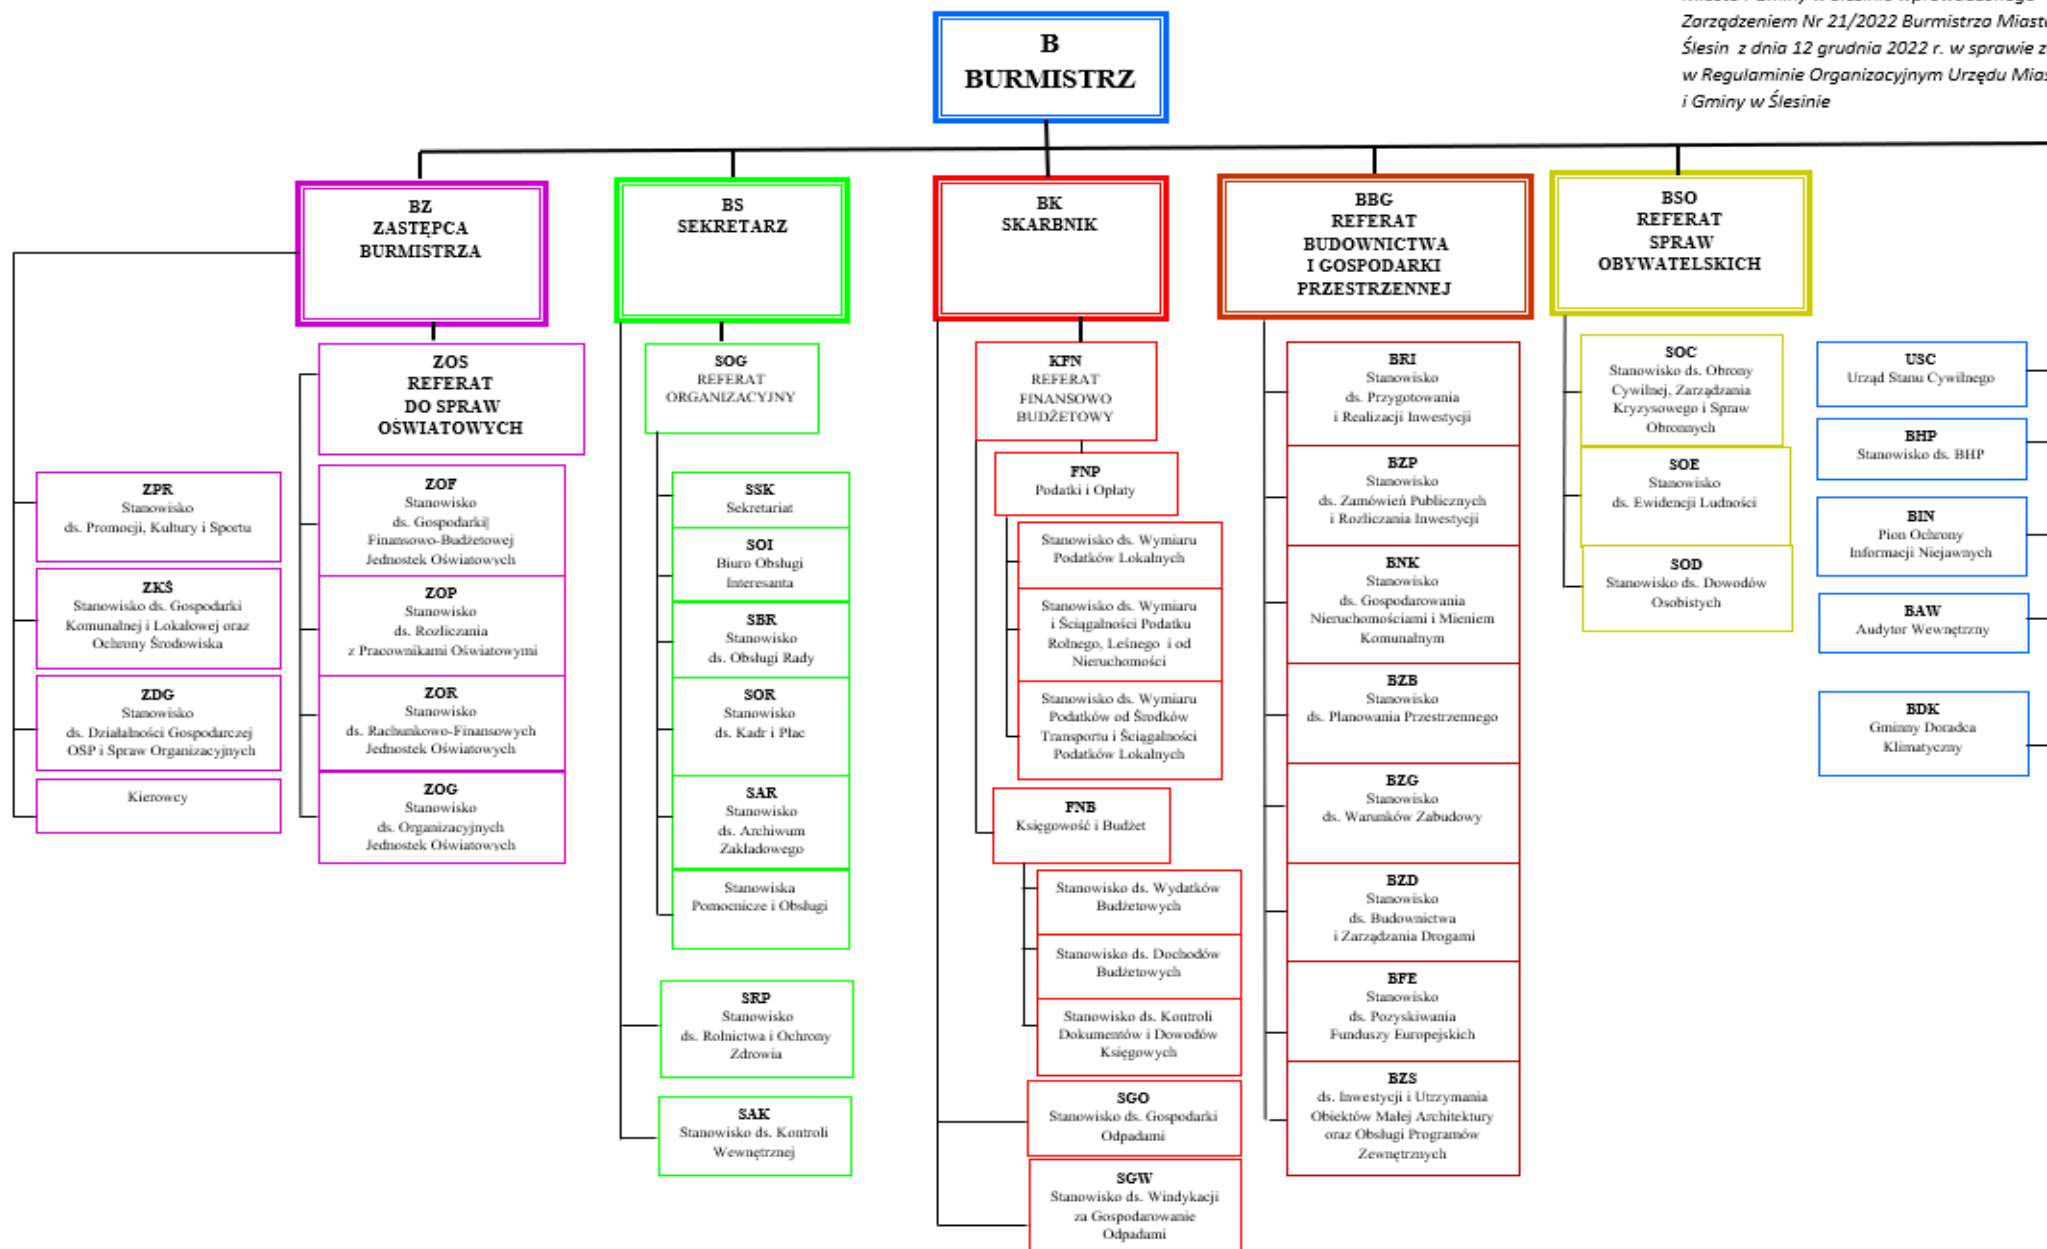 Zarządzeniem Nr 21/2022 Burmistrza Miasta
Ślesin z dnia 12 grudnia 2022 r. w sprawie z
w Regulaminie Organizacyjnym Urzędu Mias
i Gminy w Ślesinie
B
BURMISTRZ
BZ
ZASTĘPCA
BURMISTRZA
BS
SEKRETARZ
BK
SKARBNIK
BBG
REFERAT
BUDOWNICTWA
I GOSPODARKI
PRZESTRZENNEJ
BSO
REFERAT
SPRAW
OBYWATELSKICH
ZPR
Stanowisko
ds. Promocji, Kultury i Sportu
ZKŚ
Stanowisko ds. Gospodarki
Komunalnej i Lokalowej oraz
Ochrony Środowiska
ZDG
Stanowisko
ds. Działalności Gospodarczej
OSP i Spraw Organizacyjnych
Kierowcy
ZOS
REFERAT
DO SPRAW
OŚWIATOWYCH
ZOF
Stanowisko
ds. Gospodarki
Finansowo-Budżetowej
Jednostek Oświatowych
ZOP
Stanowisko
ds. Rozliczania
z Pracownikami Oświatowymi
ZOR
Stanowisko
ds. Rachunkowo-Finansowych
Jednostek Oświatowych
ZOG
Stanowisko
ds. Organizacyjnych
Jednostek Oświatowych
SOG
REFERAT
ORGANIZACYJNY
SSK
Sekretariat
SOI
Biuro Obsługi
Interesanta
SBR
Stanowisko
ds. Obsługi Rady
SOR
Stanowisko
ds. Kadr i Płac
SAR
Stanowisko
ds. Archiwum
Zakładowego
Stanowiska
Pomocnicze i Obsługi
SRP
Stanowisko
ds. Rolnictwa i Ochrony
Zdrowia
SAK
Stanowisko ds. Kontroli
Wewnętrznej
KFN
REFERAT
FINANSOWO
BUDŻETOWY
FNP
Podatki i Opłaty
Stanowisko ds. Wymiaru
Podatków Lokalnych
Stanowisko ds. Wymiaru
i Ściągalności Podatku
Rolnego, Leśnego i od
Nieruchomości
Stanowisko ds. Wymiaru
Podatków od Środków
Transportu i Ściągalności
Podatków Lokalnych
FNB
Księgowość i Budżet
Stanowisko ds. Wydatków
Budżetowych
Stanowisko ds. Dochodów
Budżetowych
Stanowisko ds. Kontroli
Dokumentów i Dowodów
Księgowych
SGO
Stanowisko ds. Gospodarki
Odpadami
SGW
Stanowisko ds. Windykacji
za Gospodarowanie
Odpadami
BRI
Stanowisko
ds. Przygotowania
i Realizacji Inwestycji
BZP
Stanowisko
ds. Zamówień Publicznych
i Rozliczania Inwestycji
BNK
Stanowisko
ds. Gospodarowania
Nieruchomościami i Mieniem
Komunalnym
BZB
Stanowisko
ds. Planowania Przestrzennego
BZG
Stanowisko
ds. Warunków Zabudowy
BZD
Stanowisko
ds. Budownictwa
i Zarządzania Drogami
BFE
Stanowisko
ds. Pozyskiwania
Funduszy Europejskich
BZS
ds. Inwestycji i Utrzymania
Obiektów Małej Architektury
oraz Obsługi Programów
Zewnętrznych
SOC
Stanowisko ds. Obrony
Cywilnej, Zarządzania
Kryzysowego i Spraw
Obronnych
SOE
Stanowisko
ds. Ewidencji Ludności
SOD
Stanowisko ds. Dowodów
Osobistych
USC
Urząd Stanu Cywilnego
BHP
Stanowisko ds. BHP
BIN
Pion Ochrony
Informacji Niejawnych
BAW
Audytor Wewnętrzny
BDK
Gminny Doradca
Klimatyczny